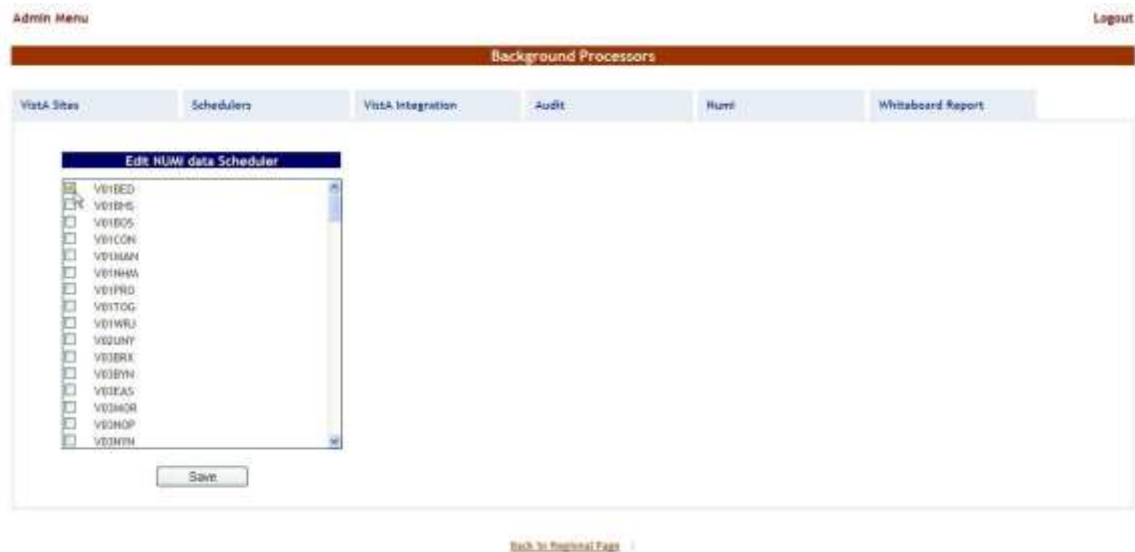 Admin Menu
Logout
Background Processors
VistA Sites
Schedulers
VistA Integration
Audit
Numi
Whiteboard Report
Edit NUMI data Scheduler
V01BED
V01BHS
V01BOS
V01CON
V01MAN
V01NHM
V01PRO
V01TOG
V01WRJ
V02UNY
V03BRX
V03BYN
V03EAS
V03MOR
V03NOP
V03NYN
Save
Back to Regional Page